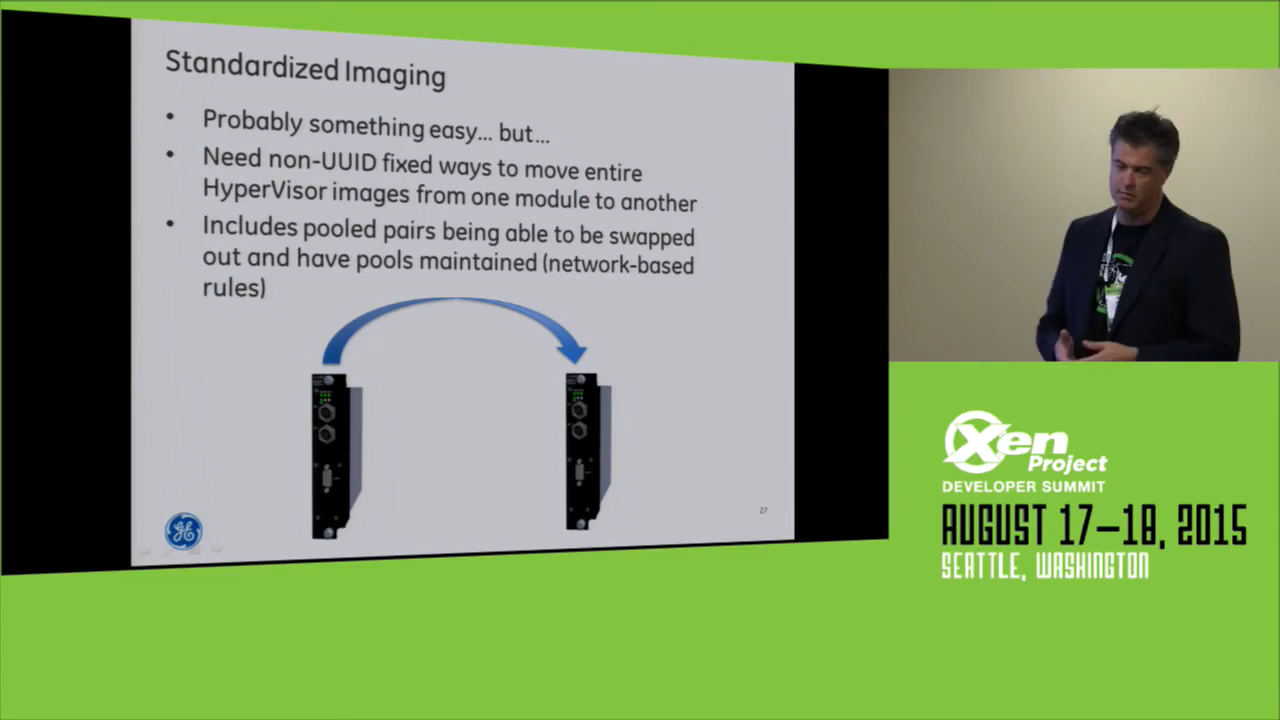 Standardized Imaging
• Probably something easy... but...
• Need non-UUID fixed ways to move entire
HyperVisor images from one module to another
• Includes pooled pairs being able to be swapped
out and have pools maintained (network-based
rules)
27
GE
Xen
Project
DEVELOPER SUMMIT
AUGUST 17–18, 2015
SEATTLE, WASHINGTON